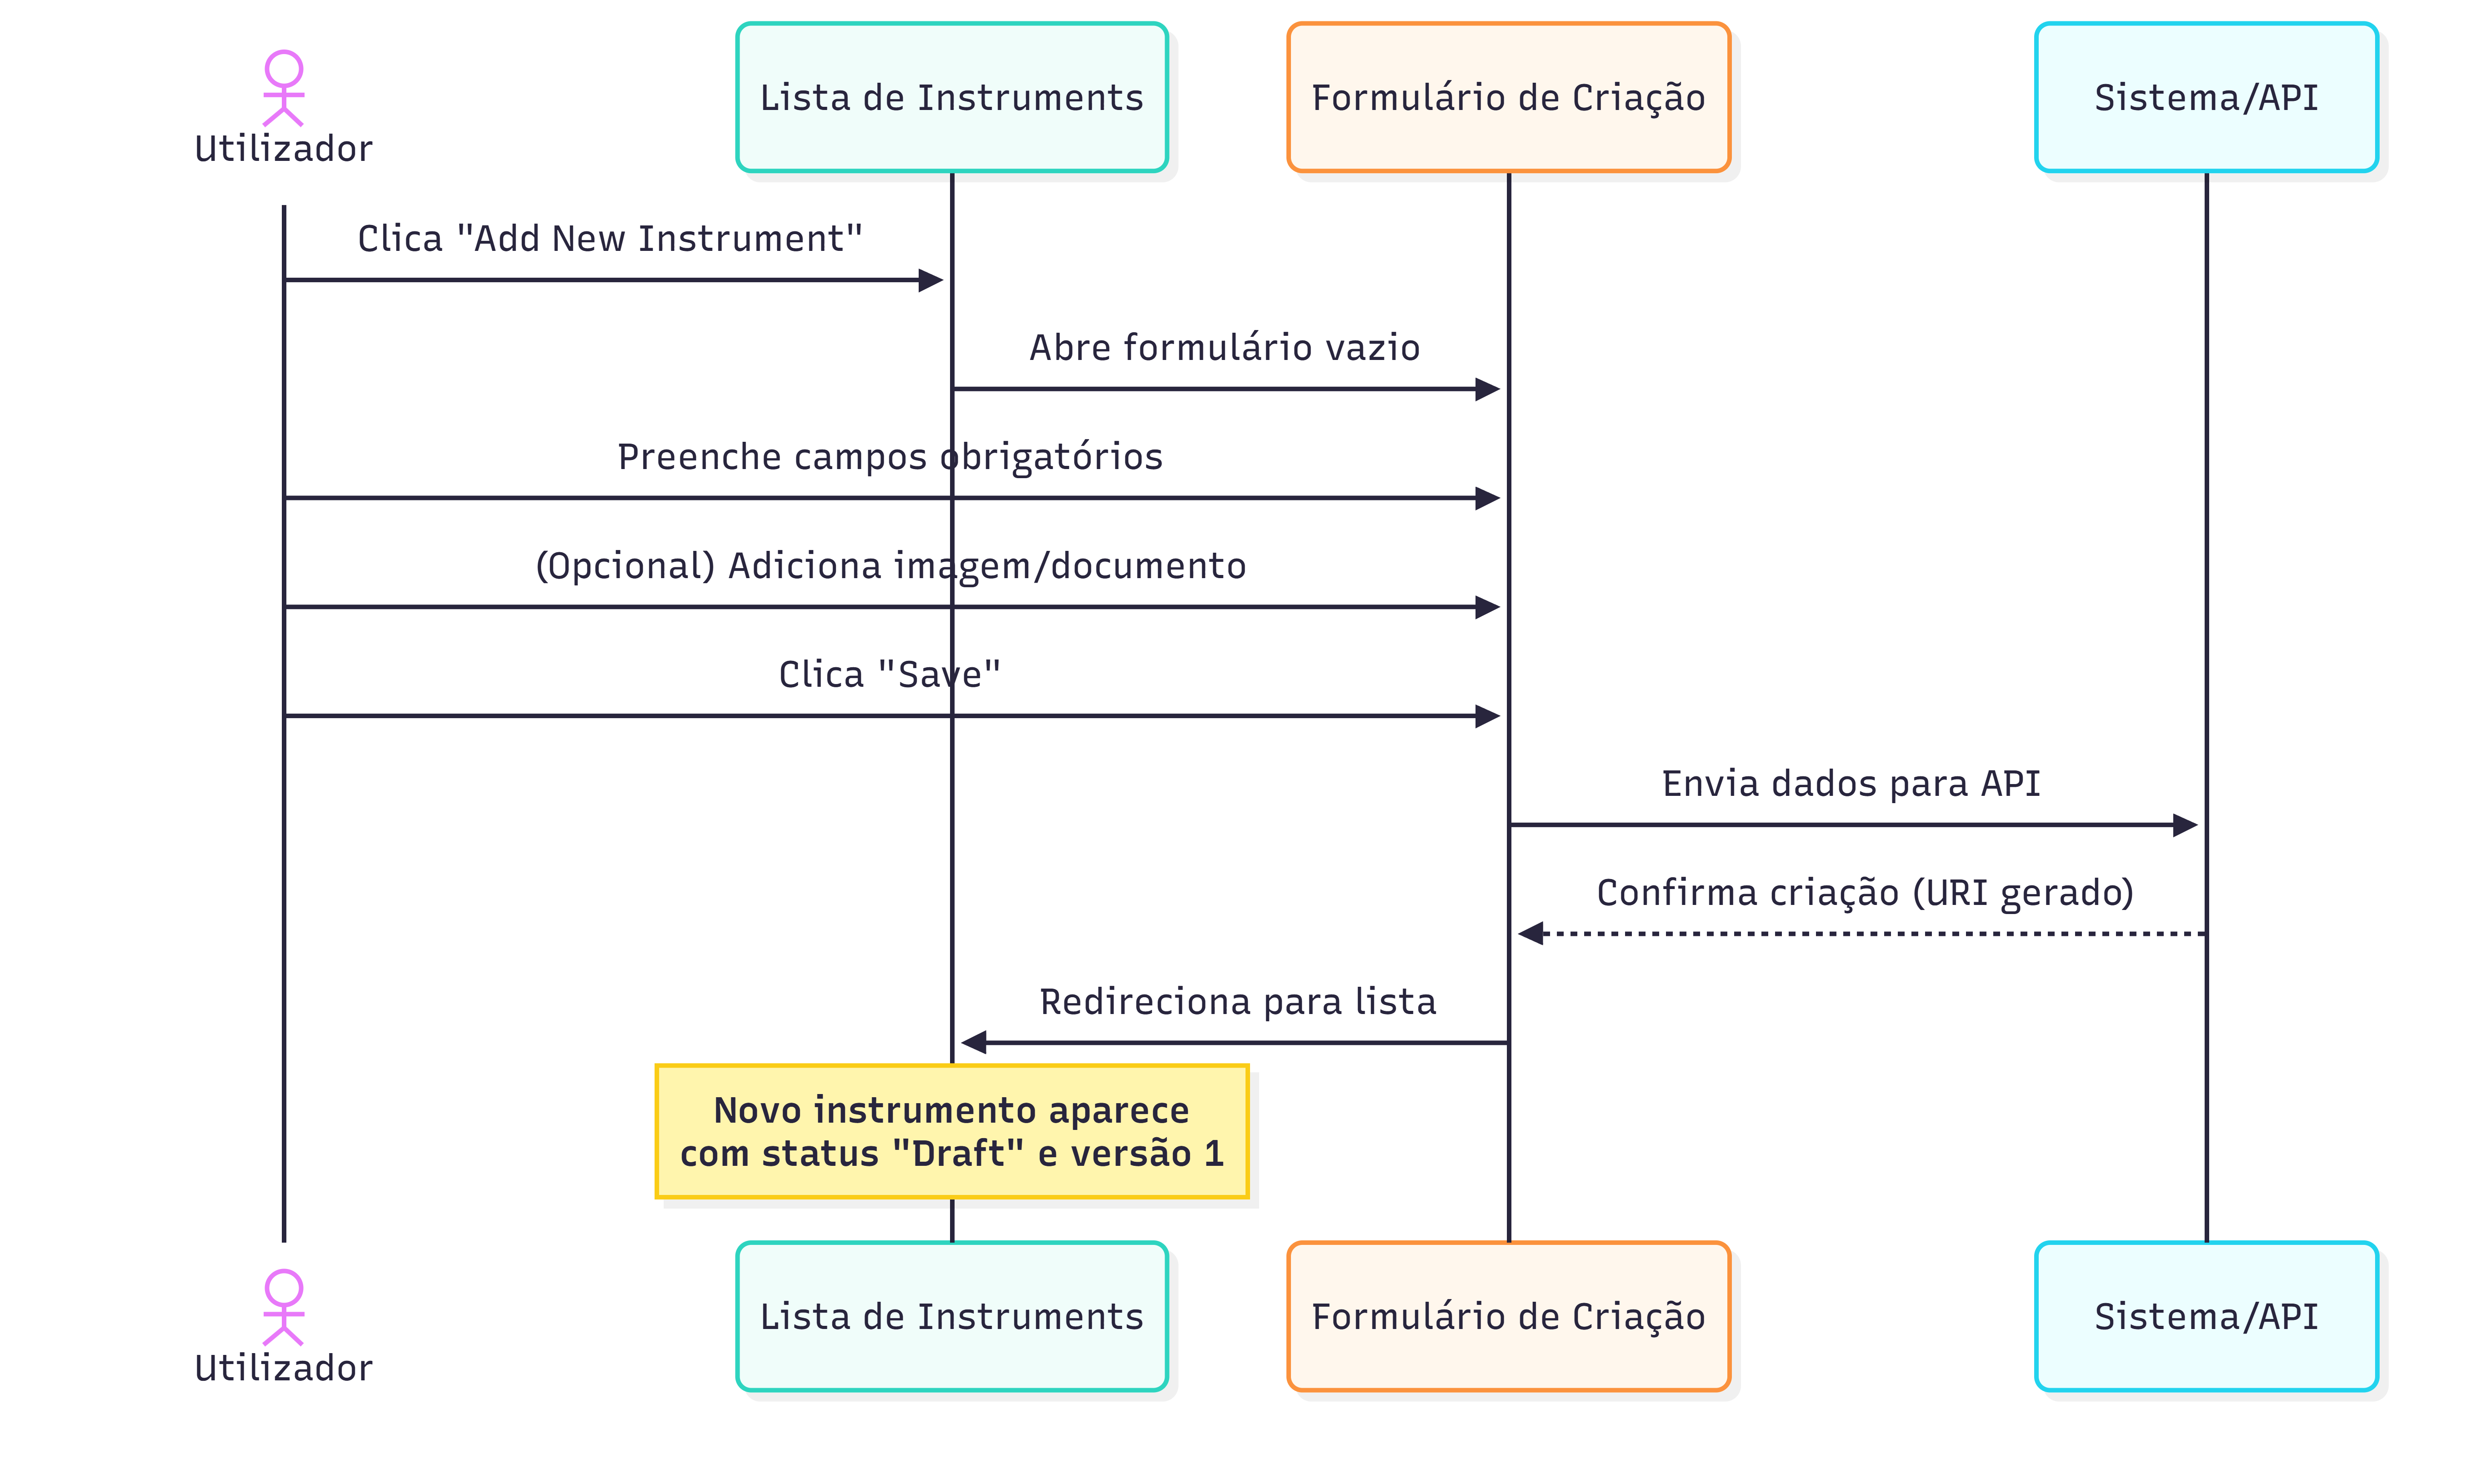 Utilizador
Lista de Instruments
Formulário de Criação
Sistema/API
Clica "Add New Instrument"
Abre formulário vazio
Preenche campos obrigatórios
(Opcional) Adiciona imagem/documento
Clica "Save"
Envia dados para API
Confirma criação (URI gerado)
Redireciona para lista
Novo instrumento aparece
com status "Draft" e versão 1
Utilizador
Lista de Instruments
Formulário de Criação
Sistema/API